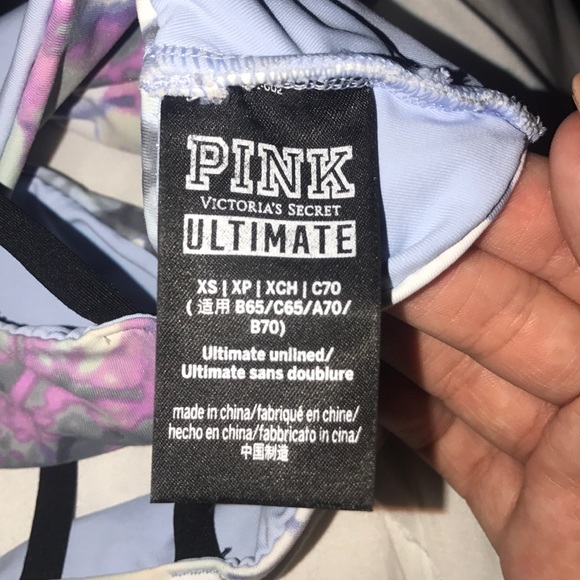 -002
PINK
VICTORIA'S SECRET
ULTIMATE
XS | XP | XCH | C70
( 适用 B65/C65/A70/
B70)
Ultimate unlined/
Ultimate sans doublure
made in china/fabriqué en chine/
hecho en china/fabbricato in cina/
中国制造